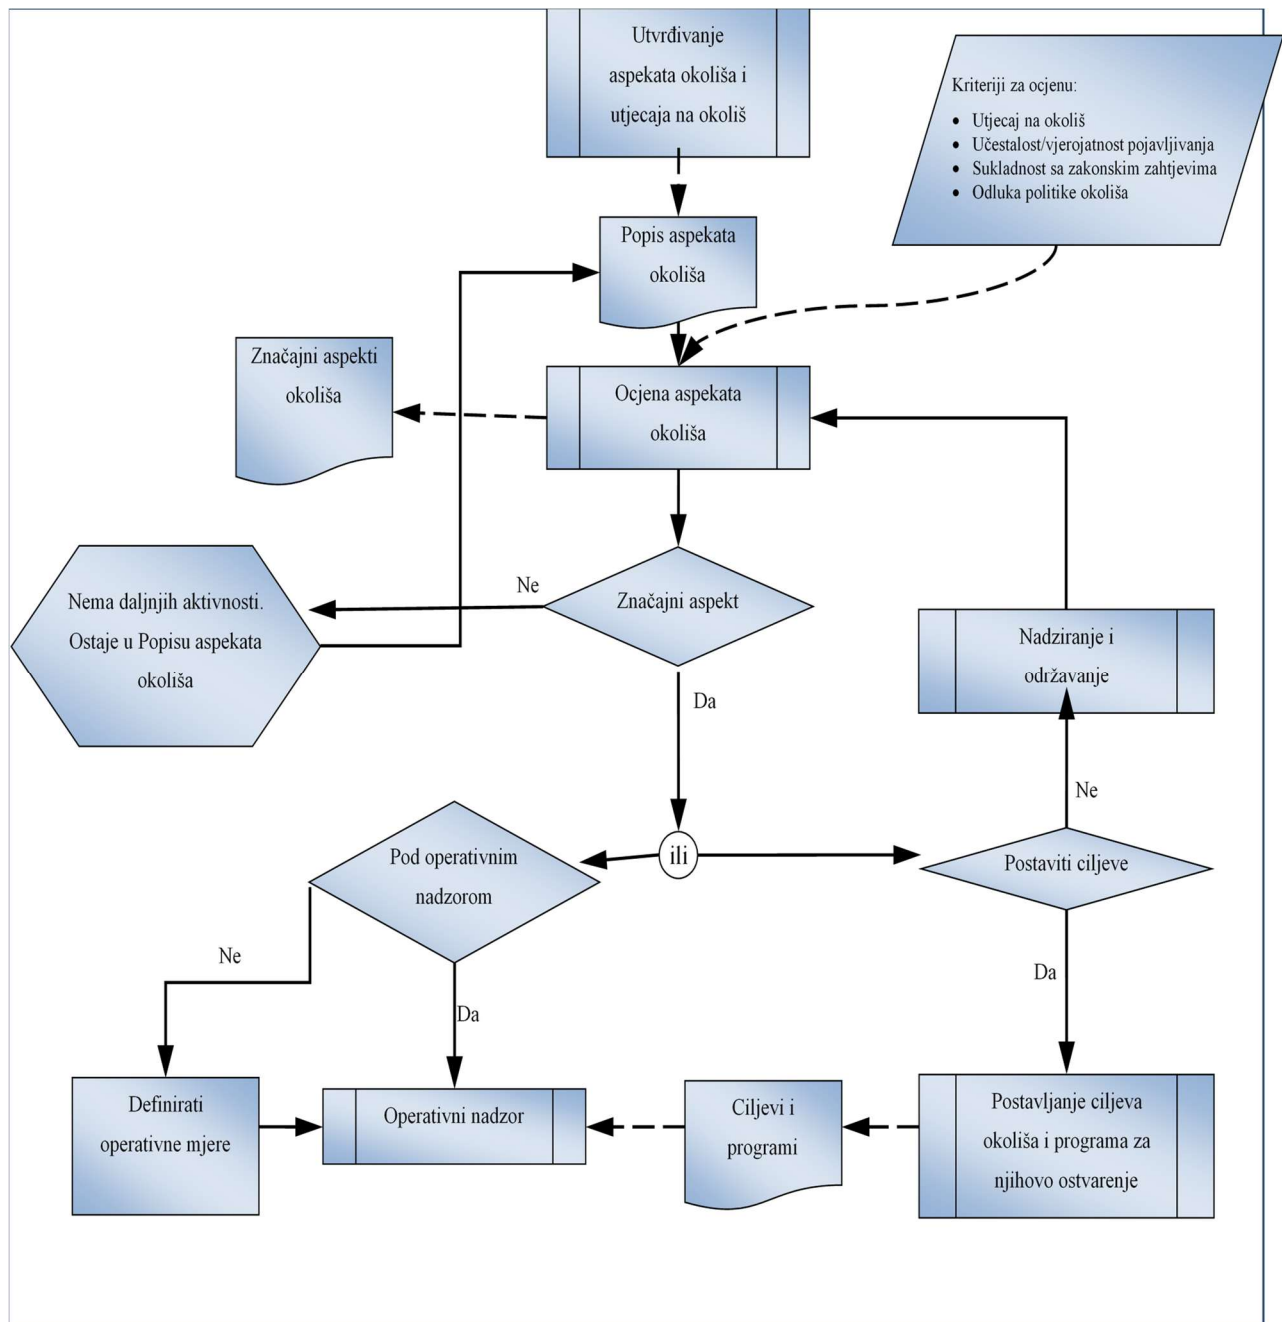 Utvrđivanje
aspekata okoliša i
utjecaja na okoliš
Kriteriji za ocjenu:
• Utjecaj na okoliš
• Učestalost/vjerojatnost pojavljivanja
• Sukladnost sa zakonskim zahtjevima
• Odluka politike okoliša
Popis aspekata
okoliša
Značajni aspekti
okoliša
Ocjena aspekata
okoliša
Ne
Značajni aspekt
Nema daljnjih aktivnosti.
Ostaje u Popisu aspekata
okoliša
Nadziranje i
održavanje
Da
Ne
ili
Pod operativnim
nadzorom
Postaviti ciljeve
Ne
Da
Da
Definirati
operativne mjere
Operativni nadzor
Ciljevi i
programi
Postavljanje ciljeva
okoliša i programa za
njihovo ostvarenje